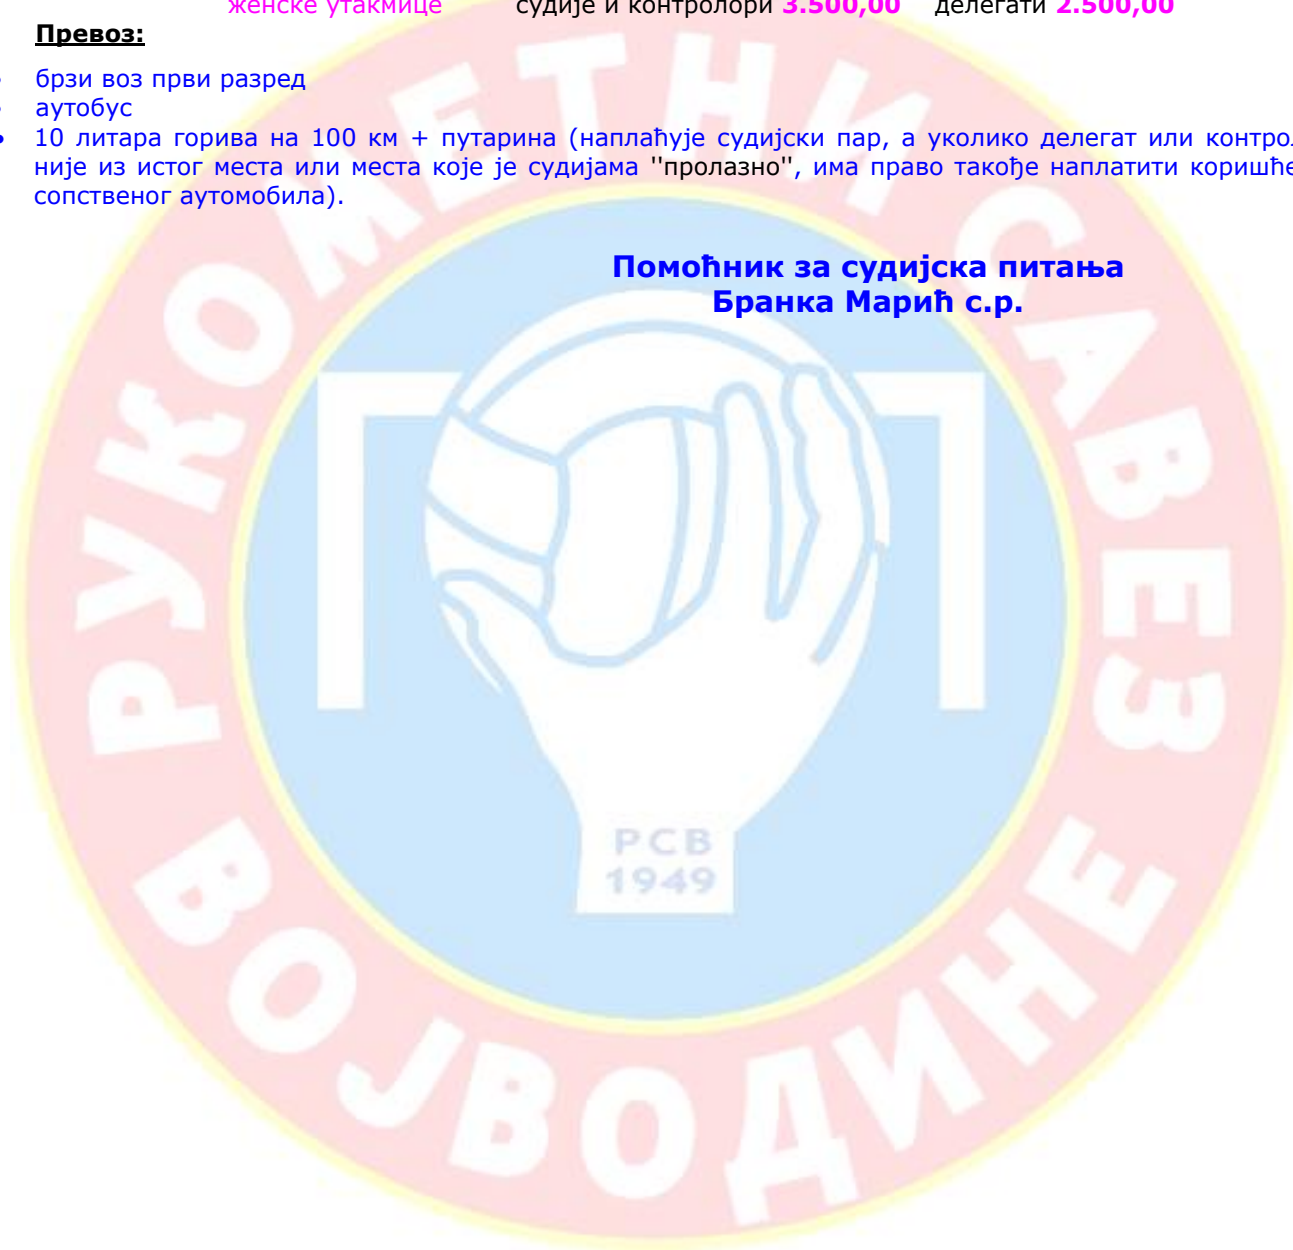 женске утакмице судије и контролори 3.500,00 делегати 2.500,00
Превоз:
• брзи воз први разред
• аутобус
• 10 литара горива на 100 км + путарина (наплаћује судијски пар, а уколико делегат или
није из истог места или места које је судијама ''пролазно'', има право такође наплатити
сопственог аутомобила).
Помоћник за судијска питања
Бранка Марић с.р.
РУКОМЕТНИ САВЕЗ
ВОЈВОДИНЕ
РСВ
1949